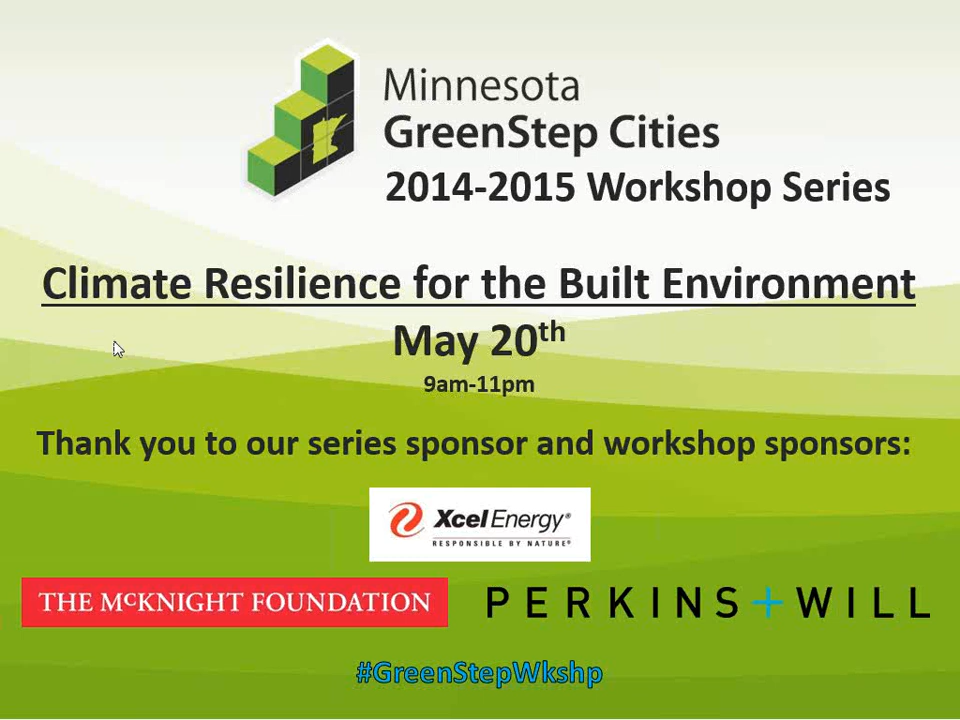 Minnesota
GreenStep Cities
2014-2015 Workshop Series
Climate Resilience for the Built Environment
May 20th
9am-11pm
Thank you to our series sponsor and workshop sponsors:
Xcel Energy®
RESPONSIBLE BY NATURE®
THE McKNIGHT FOUNDATION
PERKINS+WILL
#GreenStepWkshp